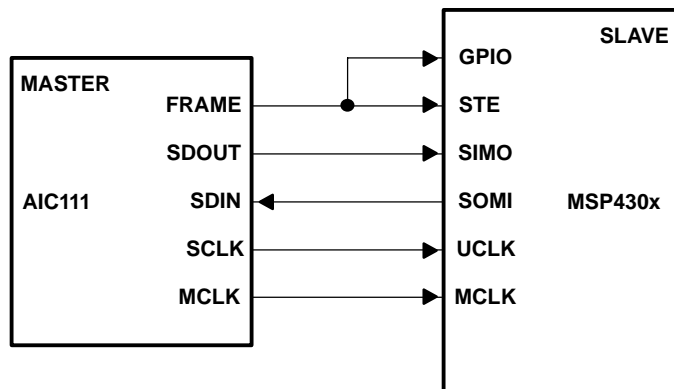 SLAVE
GPIO
MASTER
FRAME
STE
SDOUT
SIMO
AIC111
SDIN
SOMI
MSP430x
SCLK
UCLK
MCLK
MCLK